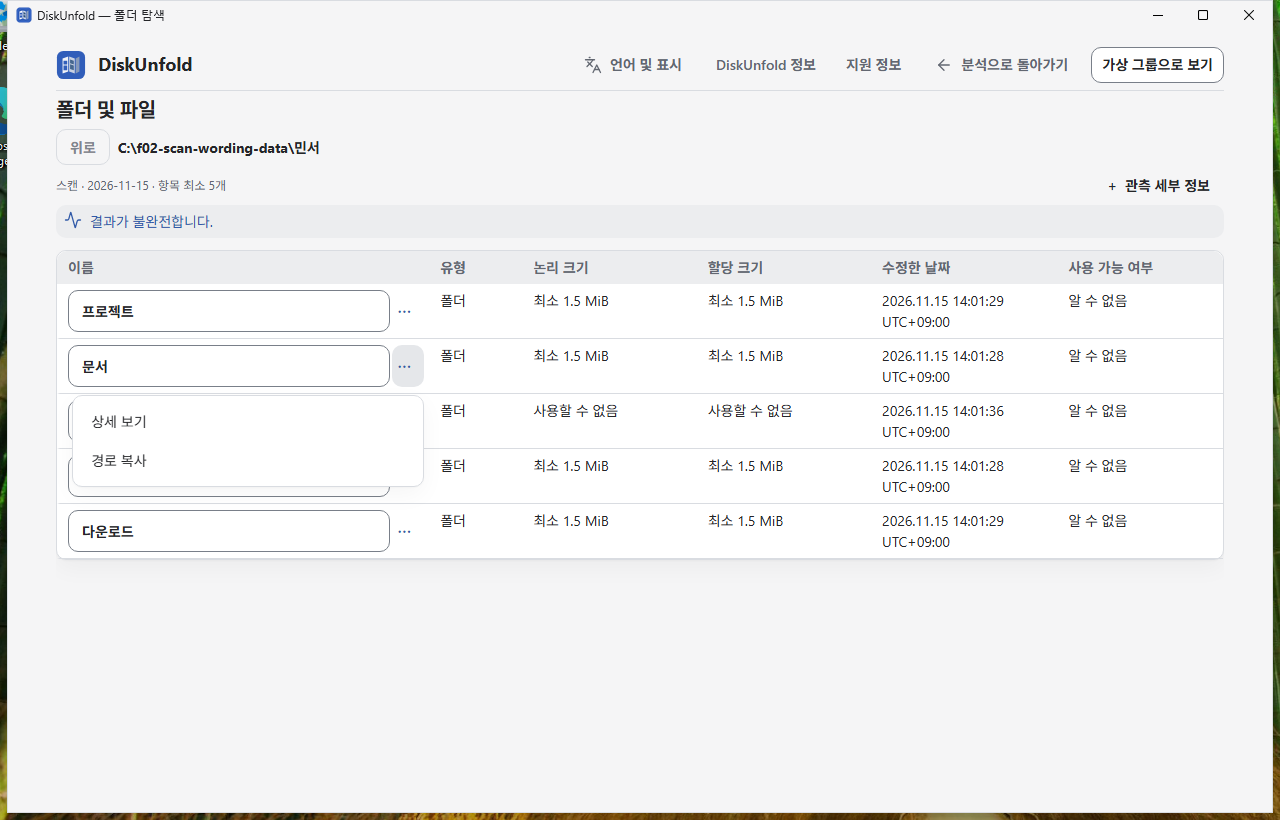 DiskUnfold — 폴더 탐색
DiskUnfold
언어 및 표시
DiskUnfold 정보
지원 정보
← 분석으로 돌아가기
가상 그룹으로 보기
폴더 및 파일
위로 C:\f02-scan-wording-data\민서
스캔 · 2026-11-15 · 항목 최소 5개
+ 관측 세부 정보
결과가 불완전합니다.
이름 유형 논리 크기 할당 크기 수정한 날짜 사용 가능 여부
프로젝트 ... 폴더 최소 1.5 MiB 최소 1.5 MiB 2026.11.15 14:01:29 알 수 없음
UTC+09:00
문서 ... 폴더 최소 1.5 MiB 최소 1.5 MiB 2026.11.15 14:01:28 알 수 없음
UTC+09:00
상세 보기
경로 복사
폴더 사용할 수 없음 사용할 수 없음 2026.11.15 14:01:36 알 수 없음
UTC+09:00
폴더 최소 1.5 MiB 최소 1.5 MiB 2026.11.15 14:01:28 알 수 없음
UTC+09:00
다운로드 ... 폴더 최소 1.5 MiB 최소 1.5 MiB 2026.11.15 14:01:29 알 수 없음
UTC+09:00